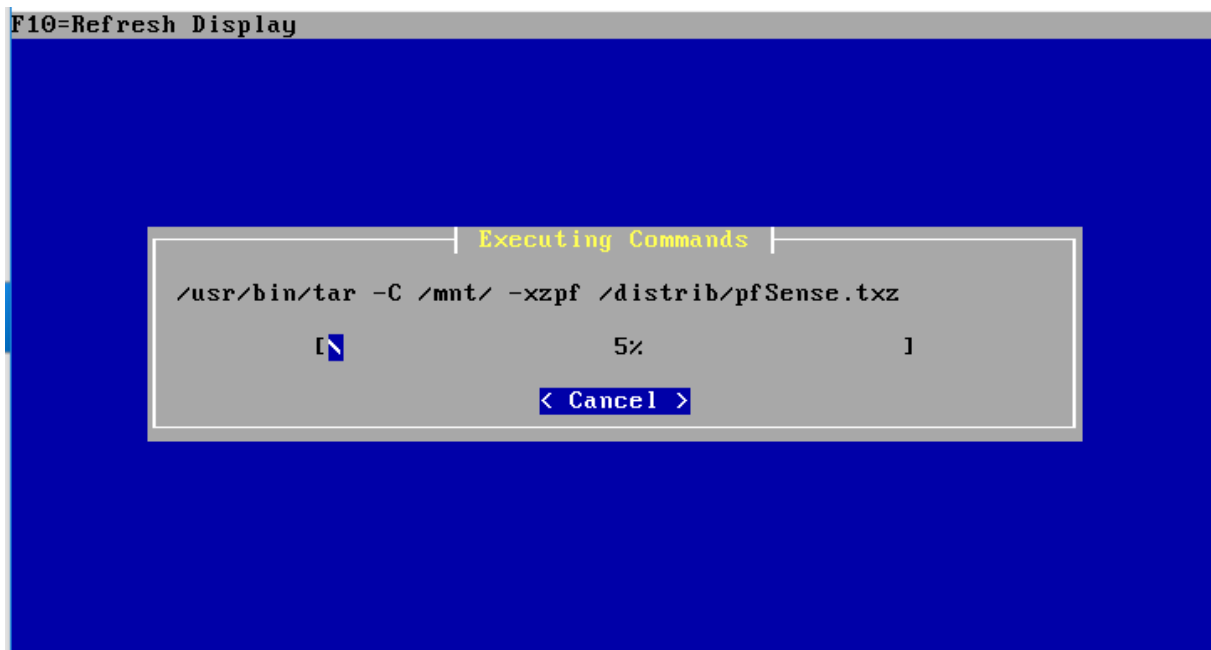 F10=Refresh Display
Executing Commands
/usr/bin/tar -C /mnt/ -xzpf /distrib/pfSense.txz
[\ 5% ]
< Cancel >